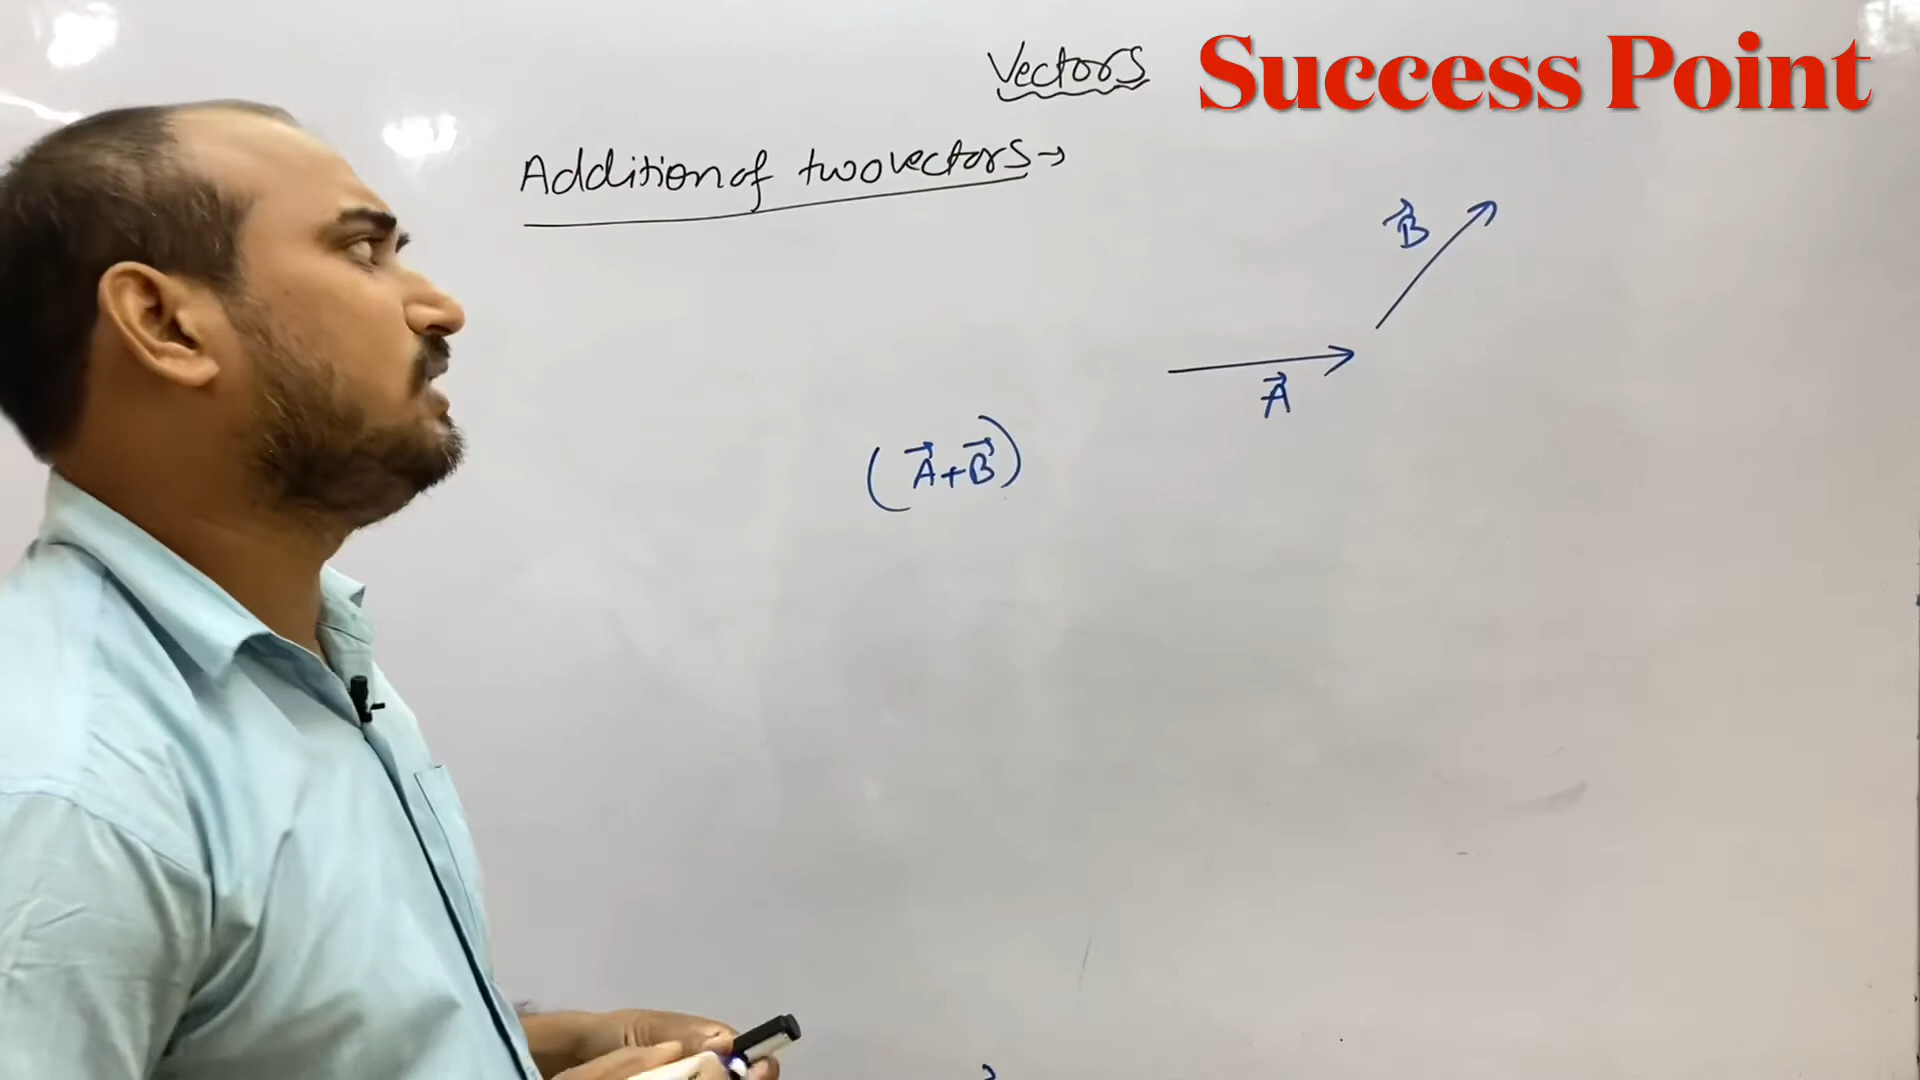 Vectors
Success Point
Addition of two vectors→
B⃗
A⃗
(A⃗+B⃗)